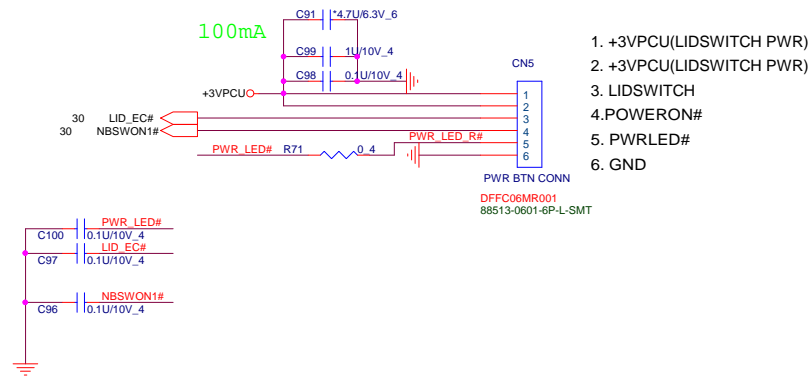 C91 *4.7U/6.3V_6
100mA
C99 1U/10V_4
C98 0.1U/10V_4
CN5
+3VPCU
1
2
3
4
5
6
30 LID_EC#
30 NBSWON1#
PWR_LED_R#
PWR_LED# R71 0_4
PWR BTN CONN
DFFC06MR001
88513-0601-6P-L-SMT
1. +3VPCU(LIDSWITCH PWR)
2. +3VPCU(LIDSWITCH PWR)
3. LIDSWITCH
4.POWERON#
5. PWRLED#
6. GND
PWR_LED#
C100 0.1U/10V_4
LID_EC#
C97 0.1U/10V_4
NBSWON1#
C96 0.1U/10V_4